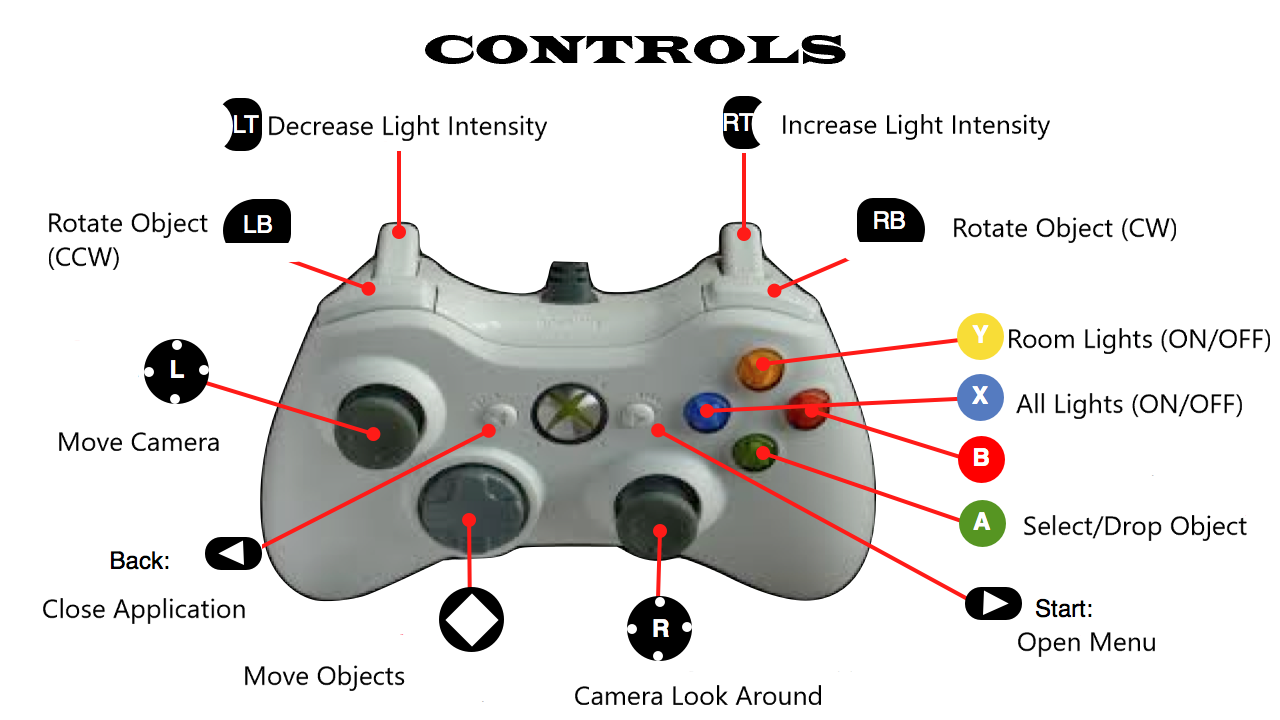 CONTROLS
LT Decrease Light Intensity
RT Increase Light Intensity
Rotate Object
(CCW)
LB
RB
Rotate Object (CW)
Y Room Lights (ON/OFF)
L
X All Lights (ON/OFF)
Move Camera
B
A Select/Drop Object
Back:
Close Application
Start:
Open Menu
R
Move Objects
Camera Look Around